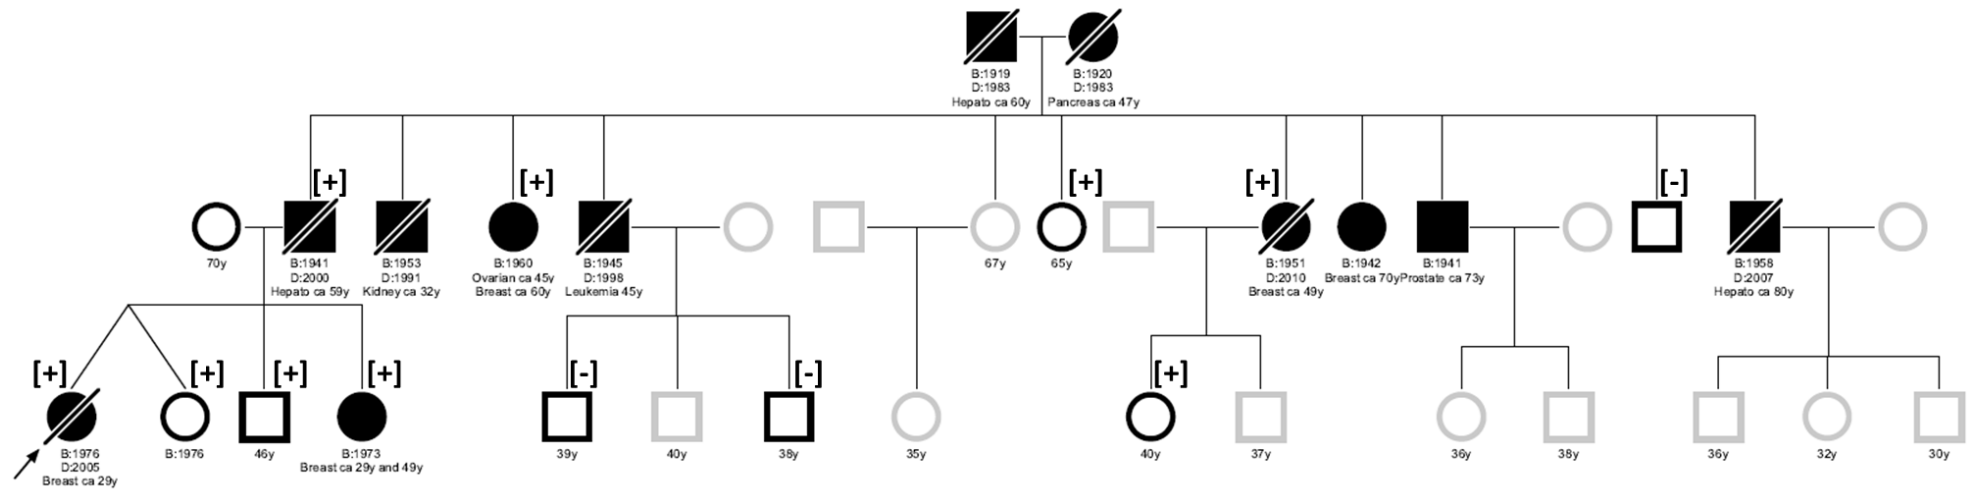 B:1919
D:1983
Hepato ca 60y
B:1920
D:1983
Pancreas ca 47y
[+]
[+]
[+]
[+]
[-]
70y
B:1941
D:2000
Hepato ca 59y
B:1953
D:1991
Kidney ca 32y
B:1960
Ovarian ca 45y
Breast ca 60y
B:1945
D:1998
Leukemia 45y
67y
65y
B:1951
D:2010
Breast ca 49y
B:1942
Breast ca 70y
B:1941
Prostate ca 73y
B:1958
D:2007
Hepato ca 80y
[+]
[+]
[+]
[+]
[-]
[-]
[+]
B:1976
D:2005
Breast ca 29y
B:1976
46y
B:1973
Breast ca 29y and 49y
39y
40y
38y
35y
40y
37y
36y
38y
36y
32y
30y